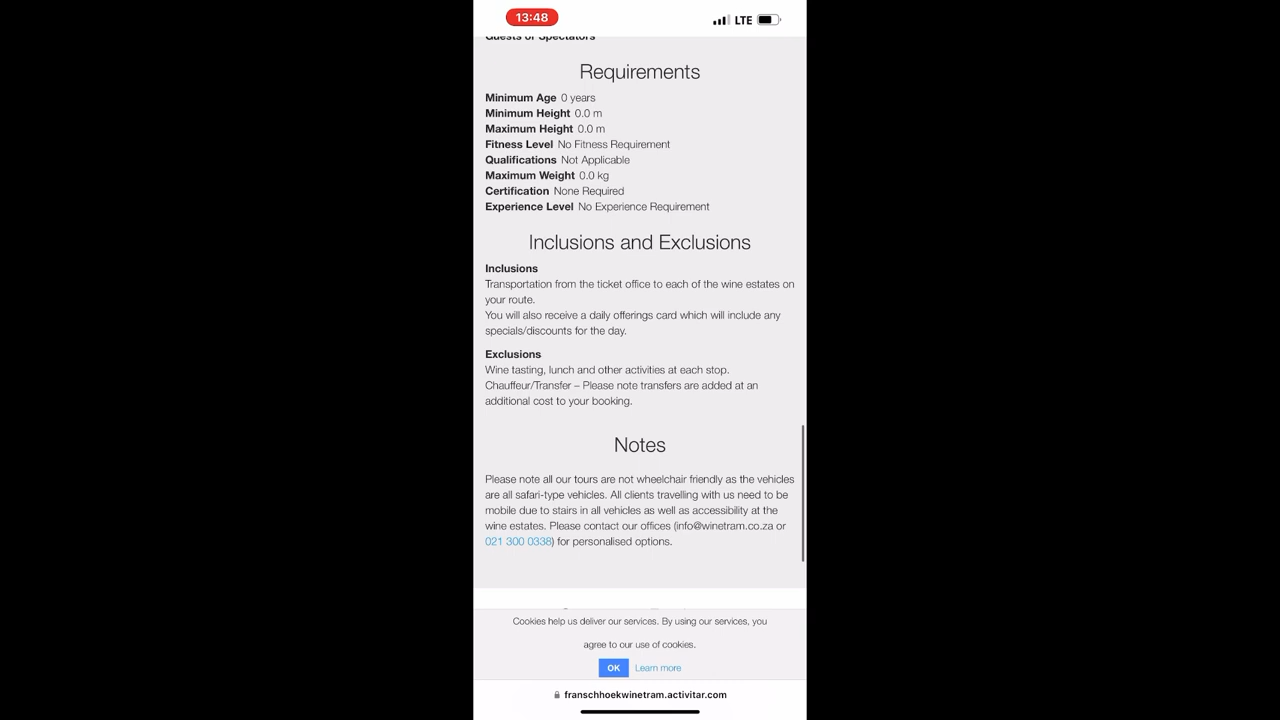 13:48
LTE
Guests or Spectators
Requirements
Minimum Age 0 years
Minimum Height 0.0 m
Maximum Height 0.0 m
Fitness Level No Fitness Requirement
Qualifications Not Applicable
Maximum Weight 0.0 kg
Certification None Required
Experience Level No Experience Requirement
Inclusions and Exclusions
Inclusions
Transportation from the ticket office to each of the wine estates on
your route.
You will also receive a daily offerings card which will include any
specials/discounts for the day.
Exclusions
Wine tasting, lunch and other activities at each stop.
Chauffeur/Transfer – Please note transfers are added at an
additional cost to your booking.
Notes
Please note all our tours are not wheelchair friendly as the vehicles
are all safari-type vehicles. All clients travelling with us need to be
mobile due to stairs in all vehicles as well as accessibility at the
wine estates. Please contact our offices (info@winetram.co.za or
021 300 0338) for personalised options.
Cookies help us deliver our services. By using our services, you
agree to our use of cookies.
OK Learn more
franschhoekwinetram.activitar.com